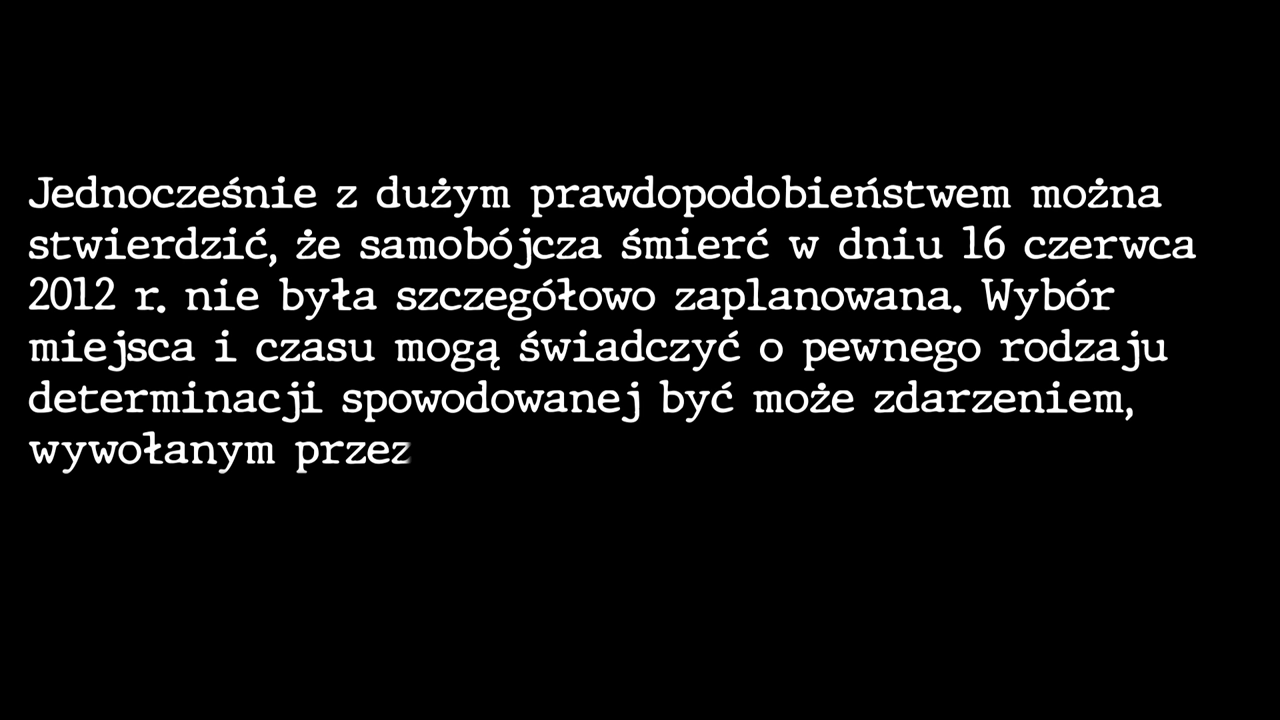 Jednocześnie z dużym prawdopodobieństwem można
stwierdzić, że samobójcza śmierć w dniu 16 czerwca
2012 r. nie była szczegółowo zaplanowana. Wybór
miejsca i czasu mogą świadczyć o pewnego rodzaju
determinacji spowodowanej być może zdarzeniem,
wywołanym przez